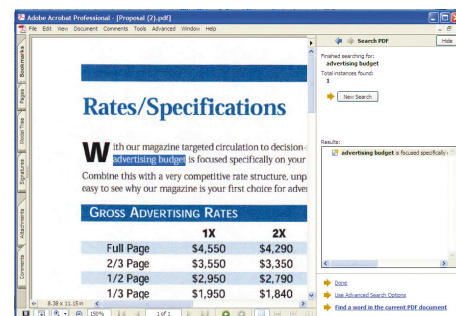 Adobe Acrobat Professional - [Proposal (2).pdf]
File Edit View Document Comments Tools Advanced Window Help
Bookmarks
Pages
Model Tree
Signatures
Attachments
Comments
Rates/Specifications
With our magazine targeted circulation to decision-
advertising budget is focused specifically on your
Combine this with a very competitive rate structure, unp
easy to see why our magazine is your first choice for adver
GROSS ADVERTISING RATES
1X 2X
Full Page $4,550 $4,290
2/3 Page $3,550 $3,350
1/2 Page $2,950 $2,790
1/3 Page $1,950 $1,840
8.38 x 11.15 in
150% 1 of 1
Search PDF Hide
Finished searching for:
advertising budget
Total instances found:
1
New Search
Results:
advertising budget is focused specifically
Done
Use Advanced Search Options
Find a word in the current PDF document